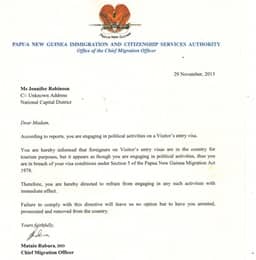 PAPUA NEW GUINEA
PAPUA NEW GUINEA IMMIGRATION AND CITIZENSHIP SERVICES AUTHORITY
Office of the Chief Migration Officer
29 November, 2013
Ms Jennifer Robinson
C/- Unknown Address
National Capital District
Dear Madam,
According to reports, you are engaging in political activities on a Visitor's entry visa.
You are hereby informed that foreigners on Visitor's entry visas are in the country for
tourism purposes, but it appears as though you are engaging in political activities, thus you
are in breach of your visa conditions under Section 5 of the Papua New Guinea Migration Act
1978.
Therefore, you are hereby directed to refrain from engaging in any such activities with
immediate effect.
Failure to comply with this directive will leave us no option but to have you arrested,
prosecuted and removed from the country.
Yours faithfully,
Mataio Rabura,
Chief Migration Officer